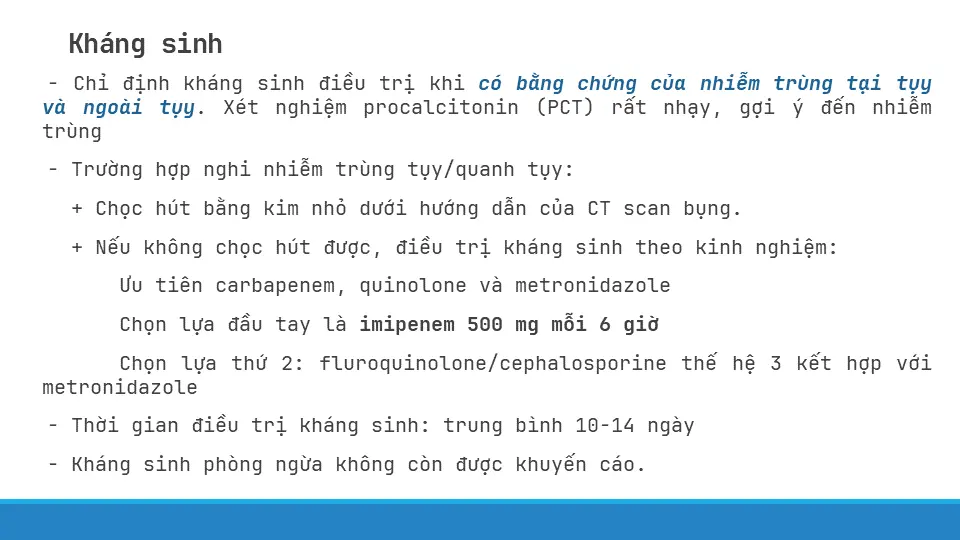 Kháng sinh
- Chỉ định kháng sinh điều trị khi có bằng chứng của nhiễm trùng tại tụy
và ngoài tụy. Xét nghiệm procalcitonin (PCT) rất nhạy, gợi ý đến nhiễm
trùng
- Trường hợp nghi nhiễm trùng tụy/quanh tụy:
+ Chọc hút bằng kim nhỏ dưới hướng dẫn của CT scan bụng.
+ Nếu không chọc hút được, điều trị kháng sinh theo kinh nghiệm:
Ưu tiên carbapenem, quinolone và metronidazole
Chọn lựa đầu tay là imipenem 500 mg mỗi 6 giờ
Chọn lựa thứ 2: fluroquinolone/cephalosporine thế hệ 3 kết hợp với
metronidazole
- Thời gian điều trị kháng sinh: trung bình 10-14 ngày
- Kháng sinh phòng ngừa không còn được khuyến cáo.